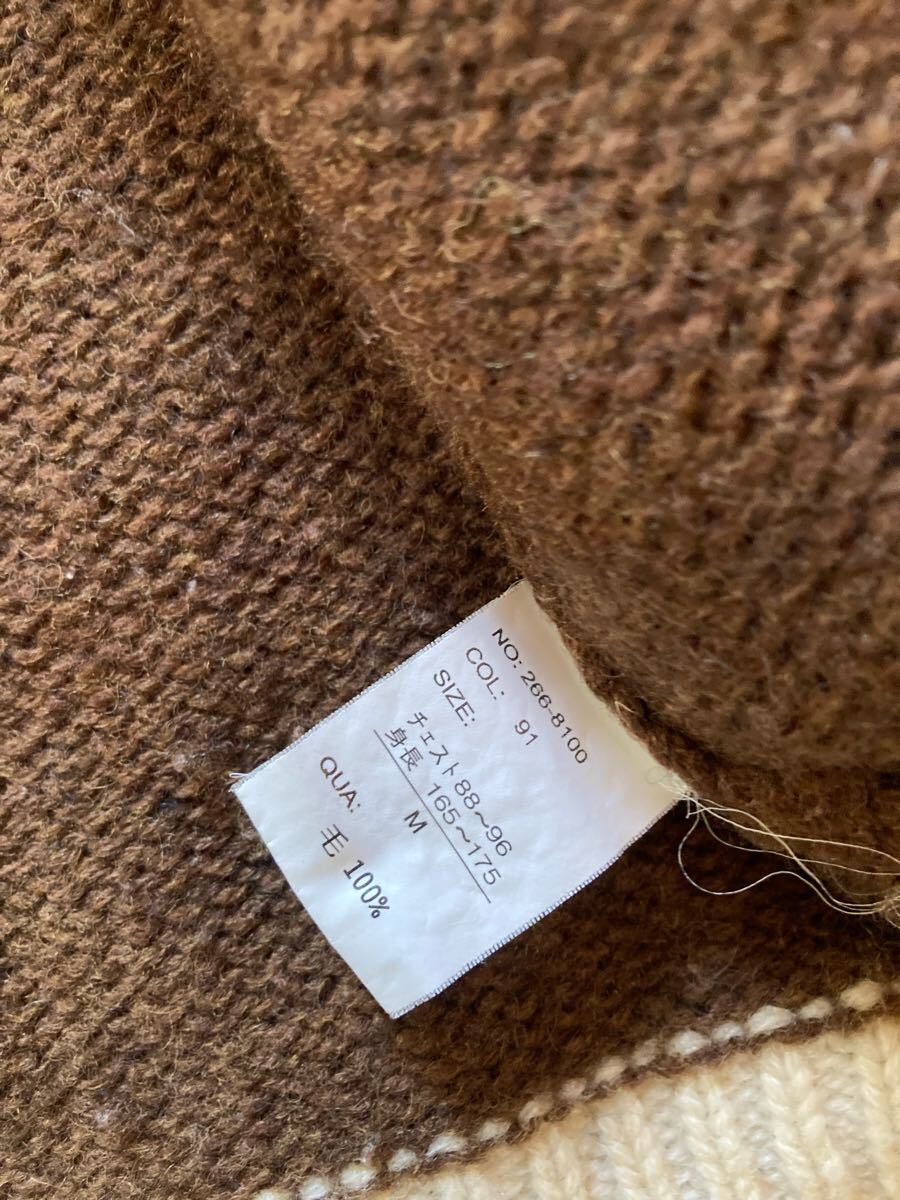 NO: 266-8100
COL: 91
SIZE:
チェスト88～96
身長 165～175
M
QUA:
毛 100%